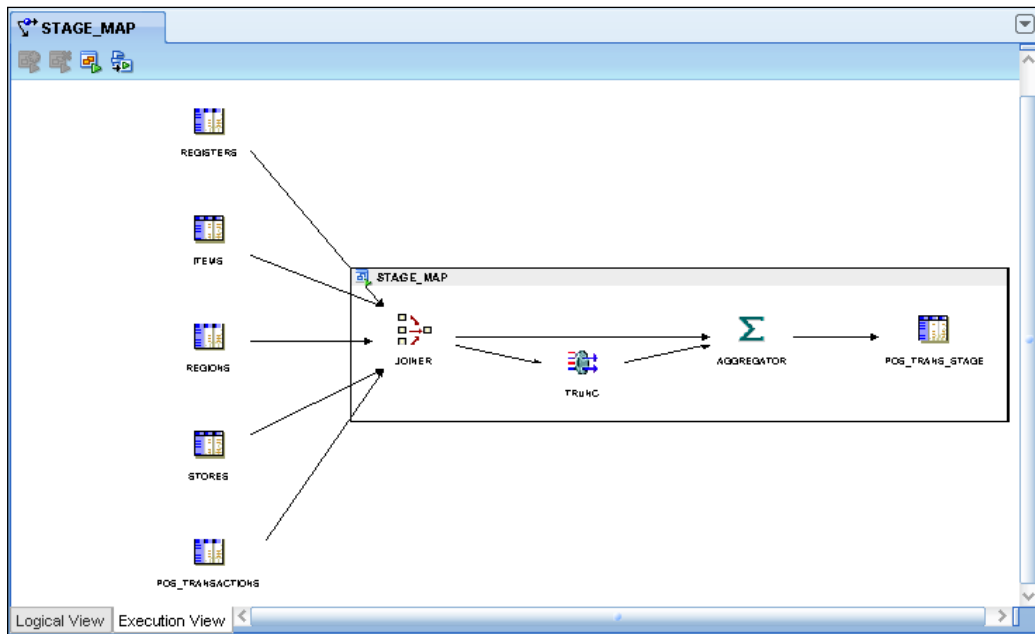 STAGE_MAP
REGISTERS
ITEMS
REGIONS
STORES
POS_TRANSACTIONS
STAGE_MAP
JOINER
TRUNC
AGGREGATOR
POS_TRANS_STAGE
Logical View
Execution View